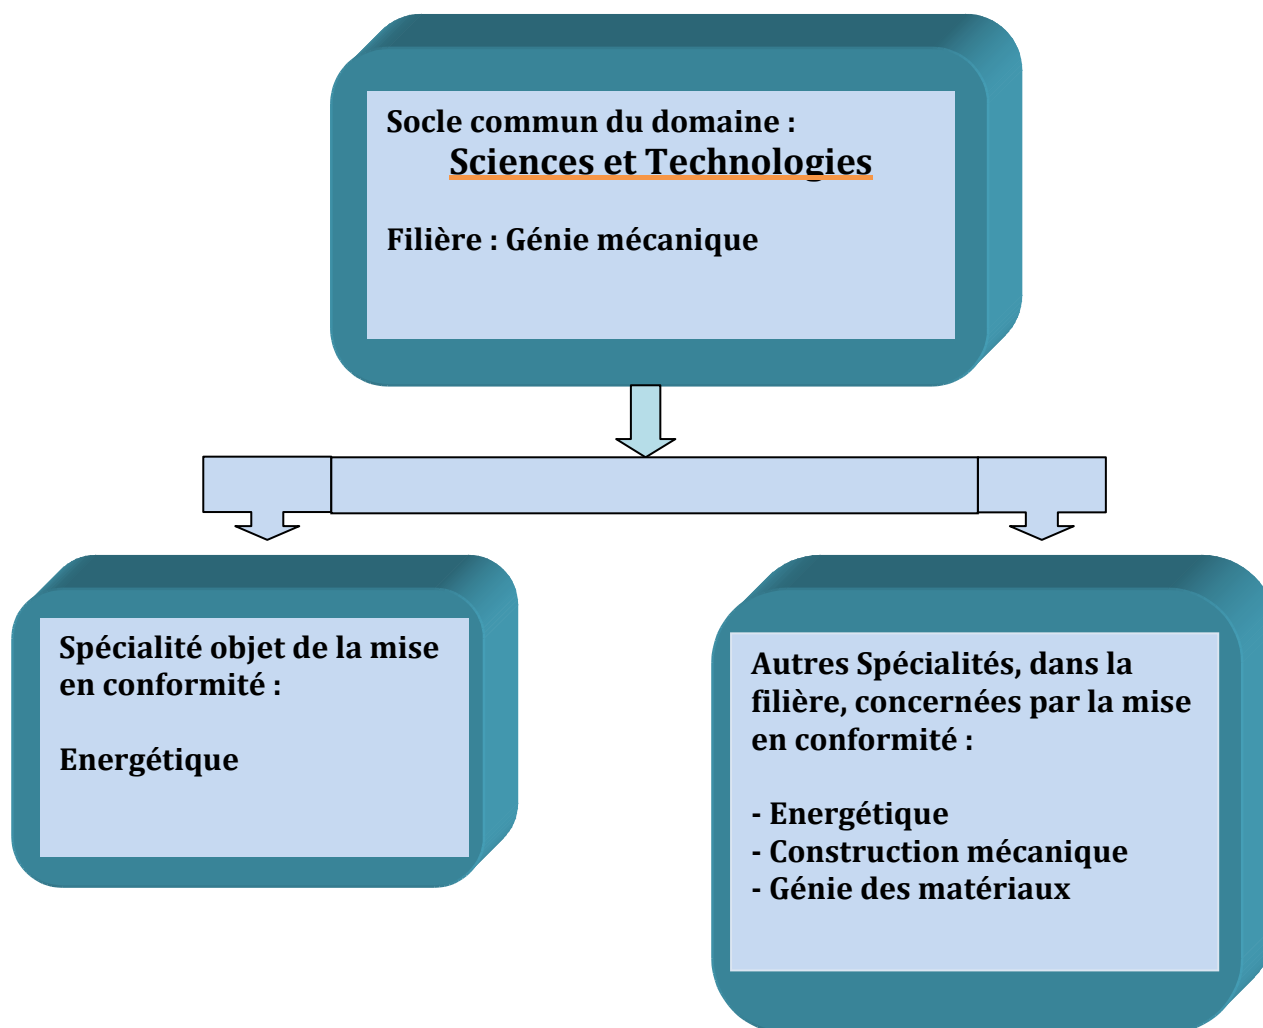 Socle commun du domaine :
Sciences et Technologies
Filière : Génie mécanique
Spécialité objet de la mise
en conformité :
Energétique
Autres Spécialités, dans la
filière, concernées par la mise
en conformité :
- Energétique
- Construction mécanique
- Génie des matériaux